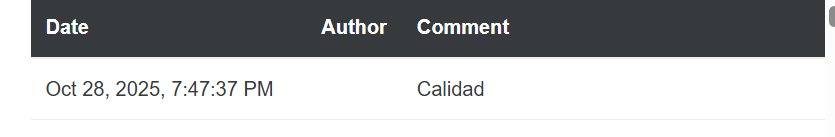 Date Author Comment
Oct 28, 2025, 7:47:37 PM Calidad